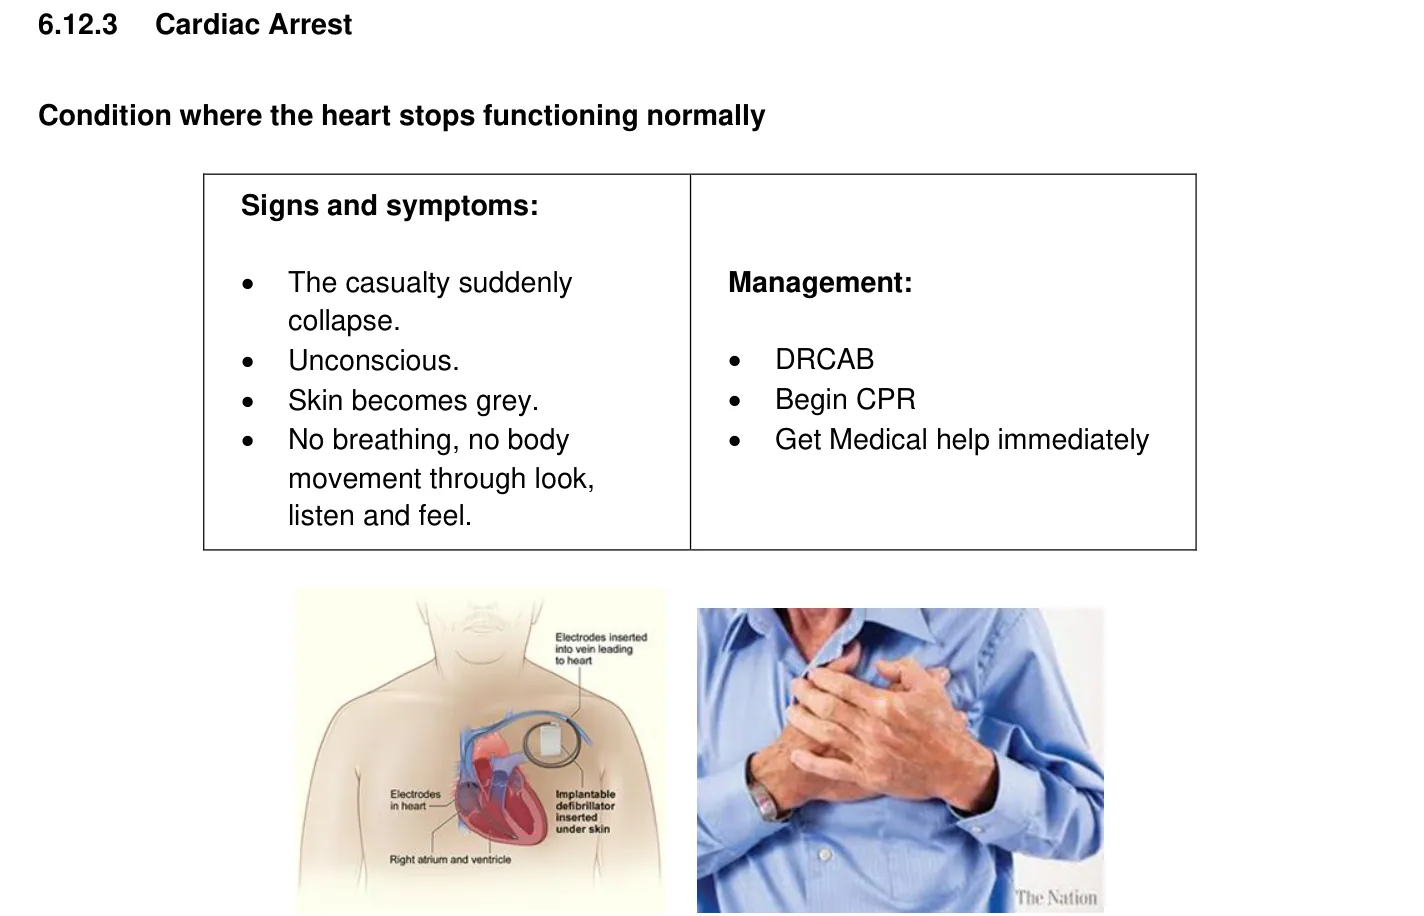 6.12.3 Cardiac Arrest
Condition where the heart stops functioning normally
Signs and symptoms:
• The casualty suddenly
collapse.
• Unconscious.
• Skin becomes grey.
• No breathing, no body
movement through look,
listen and feel.
Management:
• DRCAB
• Begin CPR
• Get Medical help immediately
Electrodes inserted
into vein leading
to heart
Electrodes
in heart
Implantable
defibrillator
inserted
under skin
Right atrium and ventricle
The Nation